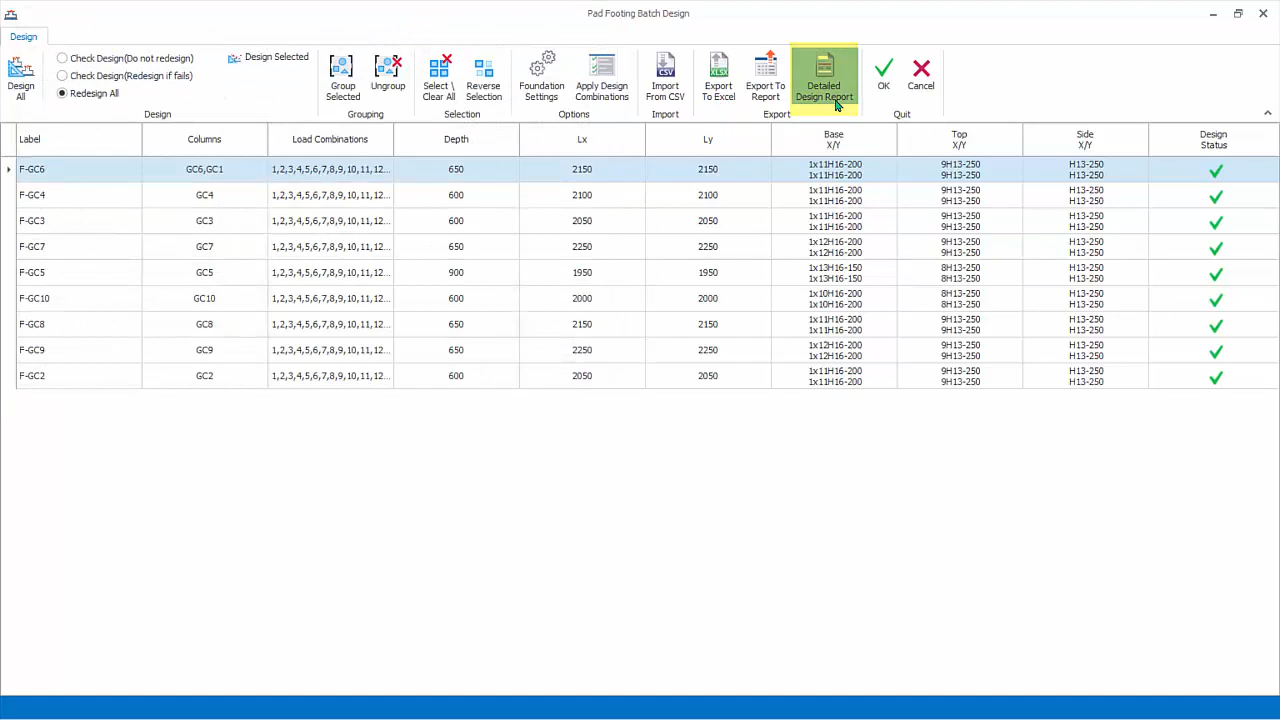 Pad Footing Batch Design
Design
Check Design(Do not redesign)
Check Design(Redesign if fails)
Redesign All
Design Selected
Design
All
Group
Selected
Ungroup
Select \
Clear All
Reverse
Selection
Foundation
Settings
Apply Design
Combinations
Import
From CSV
Export
To Excel
Export To
Report
Detailed
Design Report
OK
Cancel
CSV
XLSX
Design
Grouping
Selection
Options
Import
Export
Quit
Label Columns Load Combinations Depth Lx Ly Base X/Y Top X/Y Side X/Y Design Status
F-GC6 GC6,GC1 1,2,3,4,5,6,7,8,9,10,11,12... 650 2150 2150 1x11H16-200 9H13-250 H13-250
1x11H16-200 9H13-250 H13-250
F-GC4 GC4 1,2,3,4,5,6,7,8,9,10,11,12... 600 2100 2100 1x11H16-200 9H13-250 H13-250
1x11H16-200 9H13-250 H13-250
F-GC3 GC3 1,2,3,4,5,6,7,8,9,10,11,12... 600 2050 2050 1x11H16-200 9H13-250 H13-250
1x11H16-200 9H13-250 H13-250
F-GC7 GC7 1,2,3,4,5,6,7,8,9,10,11,12... 650 2250 2250 1x12H16-200 9H13-250 H13-250
1x12H16-200 9H13-250 H13-250
F-GC5 GC5 1,2,3,4,5,6,7,8,9,10,11,12... 900 1950 1950 1x13H16-150 8H13-250 H13-250
1x13H16-150 8H13-250 H13-250
F-GC10 GC10 1,2,3,4,5,6,7,8,9,10,11,12... 600 2000 2000 1x10H16-200 8H13-250 H13-250
1x10H16-200 8H13-250 H13-250
F-GC8 GC8 1,2,3,4,5,6,7,8,9,10,11,12... 650 2150 2150 1x11H16-200 9H13-250 H13-250
1x11H16-200 9H13-250 H13-250
F-GC9 GC9 1,2,3,4,5,6,7,8,9,10,11,12... 650 2250 2250 1x12H16-200 9H13-250 H13-250
1x12H16-200 9H13-250 H13-250
F-GC2 GC2 1,2,3,4,5,6,7,8,9,10,11,12... 600 2050 2050 1x11H16-200 9H13-250 H13-250
1x11H16-200 9H13-250 H13-250